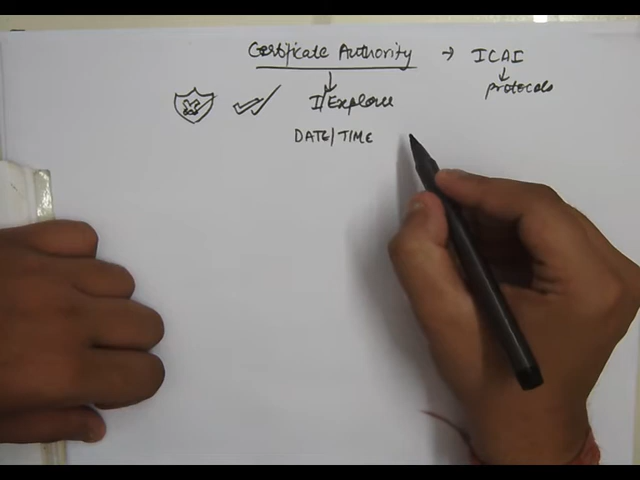 Certificate Authority → ICAI
↓
protocols
I/Explorer
DATE/TIME